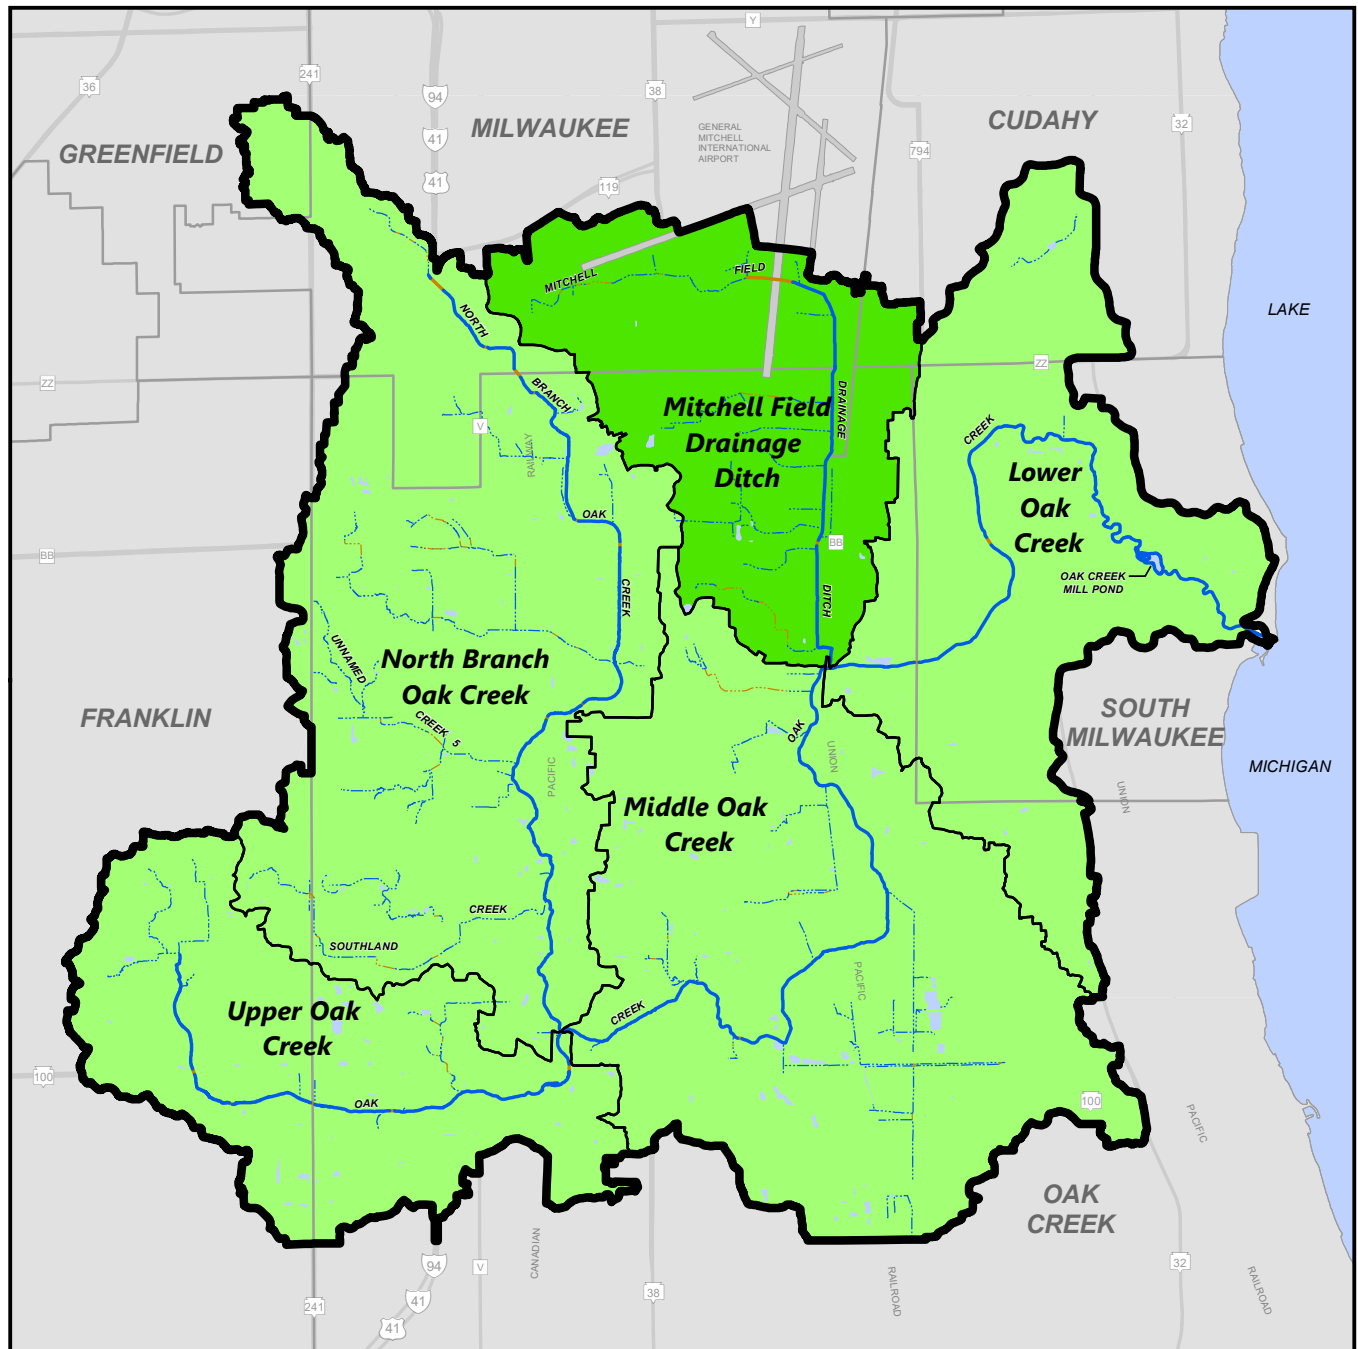 Y
36
241
94
38
MILWAUKEE
CUDAHY
32
GENERAL
MITCHELL
INTERNATIONAL
AIRPORT
41
794
GREENFIELD
41
119
MITCHELL
FIELD
LAKE
NORTH
ZZ
ZZ
BRANCH
DRAINAGE
Mitchell Field
Drainage
Ditch
V
RAILWAY
CREEK
Lower
Oak
Creek
OAK
BB
BB
OAK CREEK
MILL POND
CREEK
DITCH
UNNAMED
North Branch
Oak Creek
FRANKLIN
CREEK 5
SOUTH
MILWAUKEE
OAK
UNION
MICHIGAN
PACIFIC
UNION
Middle Oak
Creek
CREEK
SOUTHLAND
PACIFIC
Upper Oak
Creek
CREEK
100
OAK
100
PACIFIC
OAK
CREEK
CANADIAN
94
V
32
RAILROAD
RAILROAD
38
41
241
41